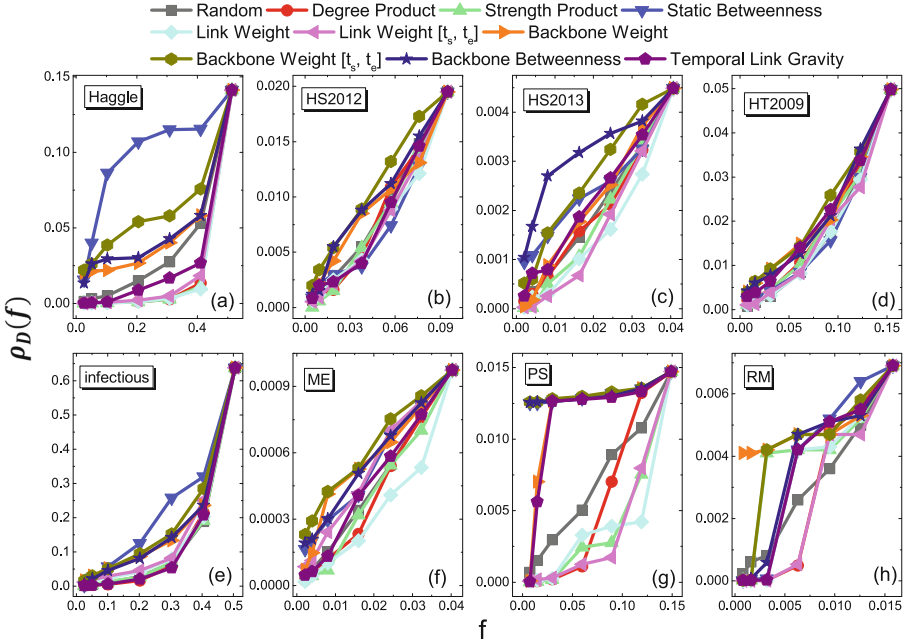 Random Degree Product Strength Product Static Betweenness
Link Weight Link Weight [tₛ, tₑ] Backbone Weight
Backbone Weight [tₛ, tₑ] Backbone Betweenness Temporal Link Gravity
ρD(f)
Haggle
0.15
0.10
0.05
0.00
0.0 0.2 0.4
(a)
HS2012
0.020
0.015
0.010
0.005
0.000
0.00 0.03 0.06 0.09
(b)
HS2013
0.004
0.003
0.002
0.001
0.000
0.00 0.01 0.02 0.03 0.04
(c)
HT2009
0.05
0.04
0.03
0.02
0.01
0.00
0.00 0.05 0.10 0.15
(d)
infectious
0.6
0.5
0.4
0.3
0.2
0.1
0.0
0.0 0.1 0.2 0.3 0.4 0.5
(e)
ME
0.0009
0.0006
0.0003
0.0000
0.00 0.01 0.02 0.03 0.04
(f)
PS
0.015
0.010
0.005
0.000
0.00 0.05 0.10 0.15
(g)
RM
0.006
0.004
0.002
0.000
0.000 0.005 0.010 0.015
(h)
f